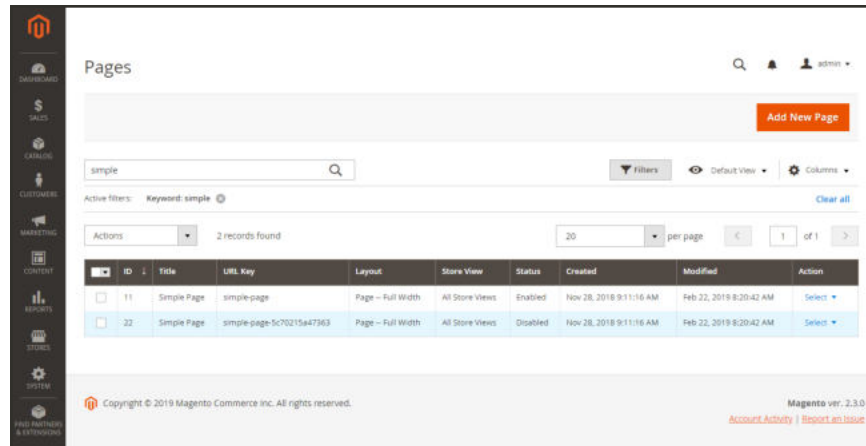 Pages
admin
DASHBOARD
SALES
CATALOG
CUSTOMERS
MARKETING
CONTENT
REPORTS
STORES
SYSTEM
FIND PARTNERS
& EXTENSIONS
Add New Page
simple
Filters
Default View
Columns
Active filters: Keyword: simple
Clear all
Actions
2 records found
20 per page
1 of 1
ID ↓ Title URL Key Layout Store View Status Created Modified Action
11 Simple Page simple-page Page -- Full Width All Store Views Enabled Nov 28, 2018 9:11:16 AM Feb 22, 2019 8:20:42 AM Select
22 Simple Page simple-page-5c70215a47363 Page -- Full Width All Store Views Disabled Nov 28, 2018 9:11:16 AM Feb 22, 2019 8:20:42 AM Select
Copyright © 2019 Magento Commerce Inc. All rights reserved.
Magento ver. 2.3.0
Account Activity | Report an Issue